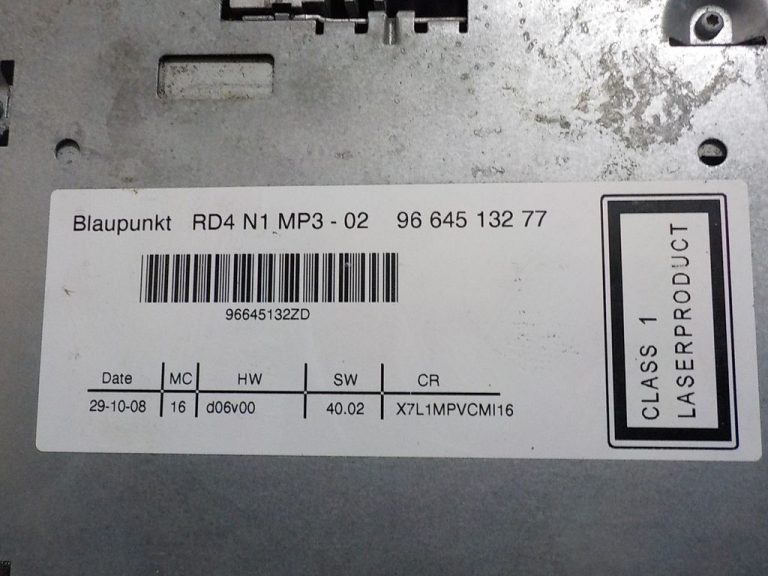 Blaupunkt RD4 N1 MP3 - 02 96 645 132 77
96645132ZD
Date MC HW SW CR
29-10-08 16 d06v00 40.02 X7L1MPVCMI16
CLASS 1
LASERPRODUCT